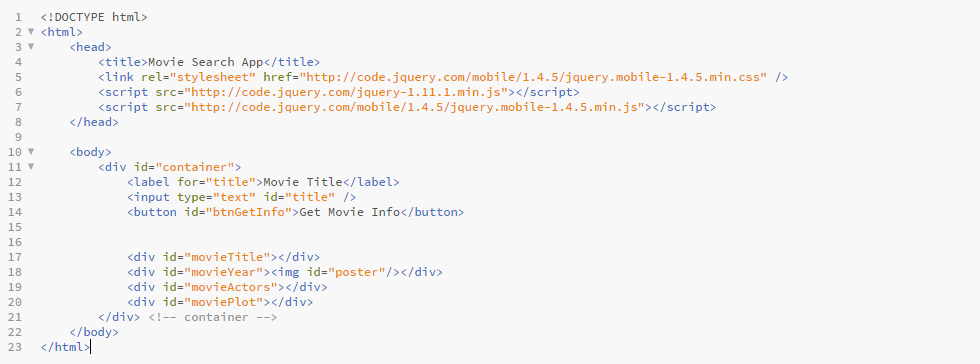 1 <!DOCTYPE html>
2 <html>
3 <head>
4 <title>Movie Search App</title>
5 <link rel="stylesheet" href="http://code.jquery.com/mobile/1.4.5/jquery.mobile-1.4.5.min.css" />
6 <script src="http://code.jquery.com/jquery-1.11.1.min.js"></script>
7 <script src="http://code.jquery.com/mobile/1.4.5/jquery.mobile-1.4.5.min.js"></script>
8 </head>
9
10 <body>
11 <div id="container">
12 <label for="title">Movie Title</label>
13 <input type="text" id="title" />
14 <button id="btnGetInfo">Get Movie Info</button>
15
16
17 <div id="movieTitle"></div>
18 <div id="movieYear"><img id="poster"/></div>
19 <div id="movieActors"></div>
20 <div id="moviePlot"></div>
21 </div> <!-- container -->
22 </body>
23 </html>